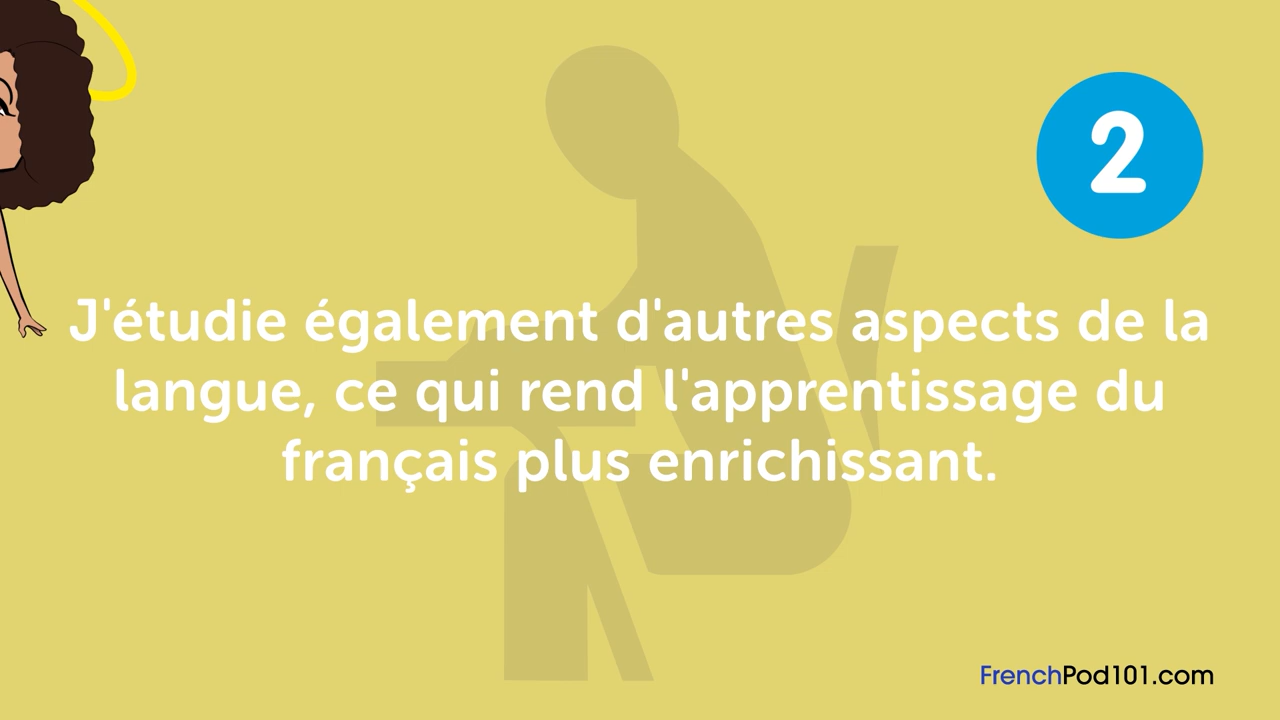 2
J'étudie également d'autres aspects de la
langue, ce qui rend l'apprentissage du
français plus enrichissant.
FrenchPod101.com